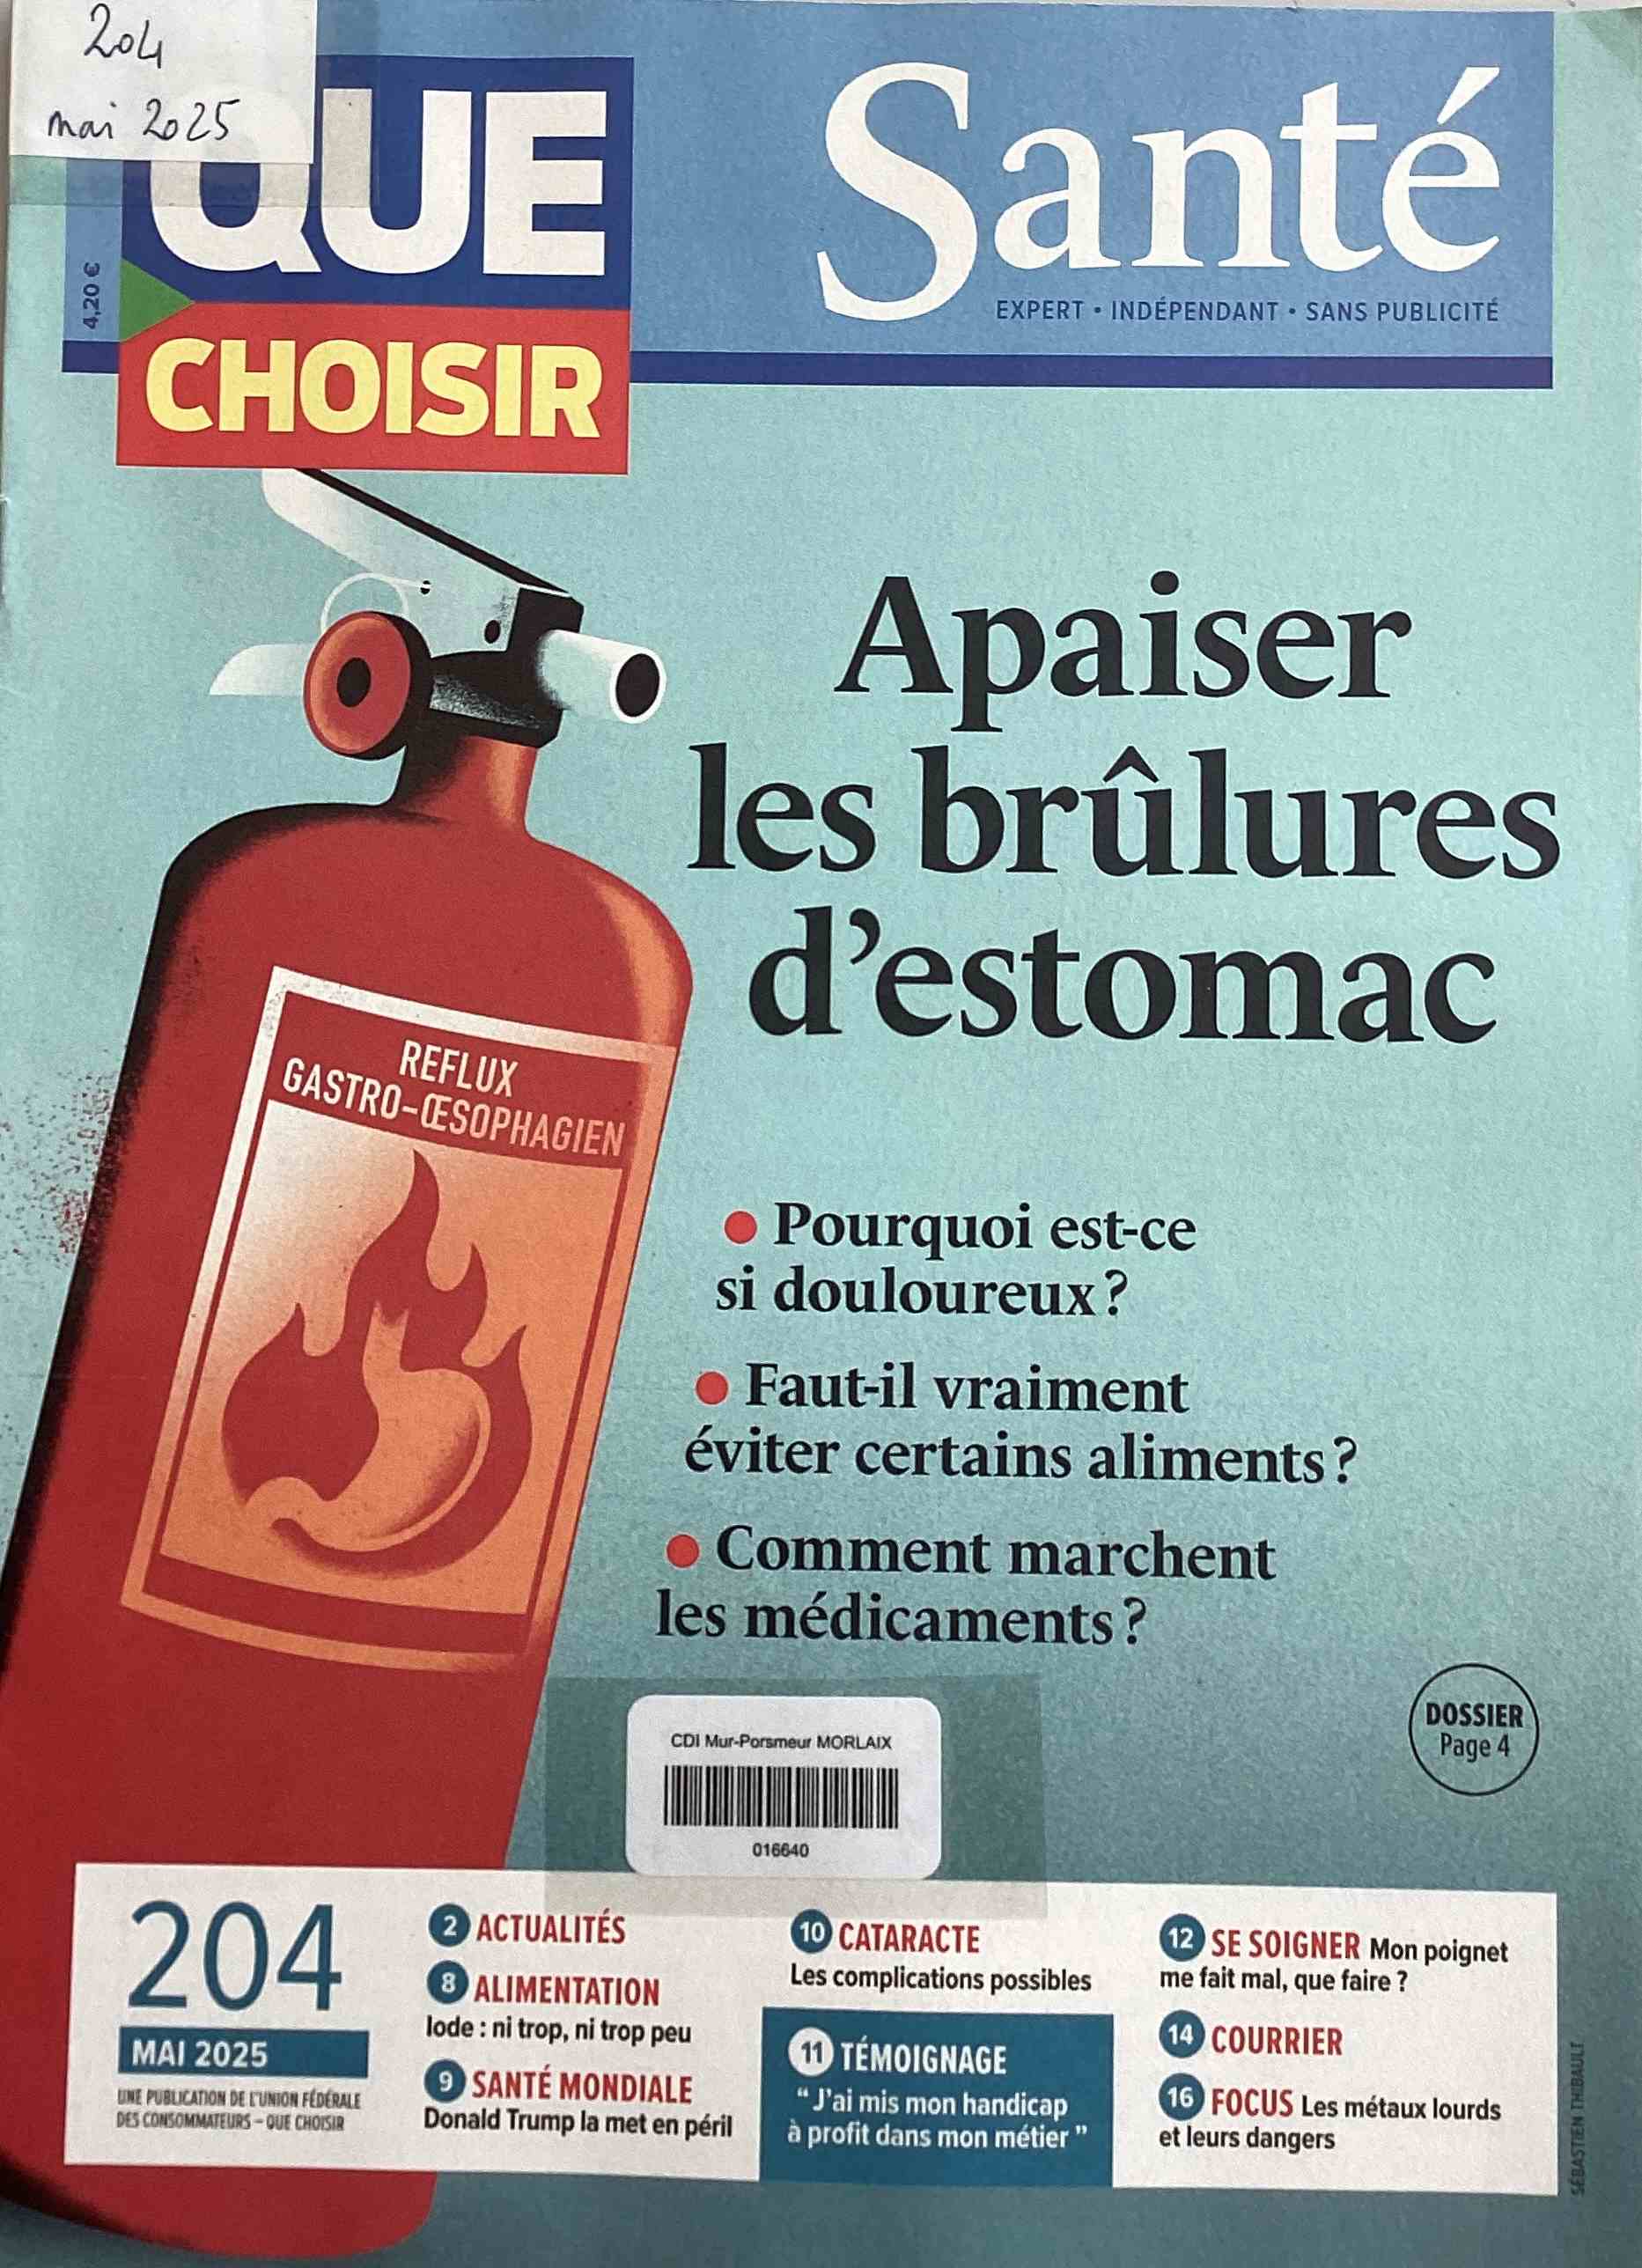 204
mai 2025
QUE
CHOISIR
4,20 €
Santé
EXPERT • INDÉPENDANT • SANS PUBLICITÉ
Apaiser
les brûlures
d'estomac
REFLUX
GASTRO-ŒSOPHAGIEN
• Pourquoi est-ce
si douloureux ?
• Faut-il vraiment
éviter certains aliments ?
• Comment marchent
les médicaments ?
DOSSIER
Page 4
CDI Mur-Porsmeur MORLAIX
016640
204
MAI 2025
UNE PUBLICATION DE L'UNION FÉDÉRALE
DES CONSOMMATEURS – QUE CHOISIR
2 ACTUALITÉS
8 ALIMENTATION
Iode : ni trop, ni trop peu
9 SANTÉ MONDIALE
Donald Trump la met en péril
10 CATARACTE
Les complications possibles
11 TÉMOIGNAGE
“ J'ai mis mon handicap
à profit dans mon métier ”
12 SE SOIGNER Mon poignet
me fait mal, que faire ?
14 COURRIER
16 FOCUS Les métaux lourds
et leurs dangers
SÉBASTIEN THIBAULT